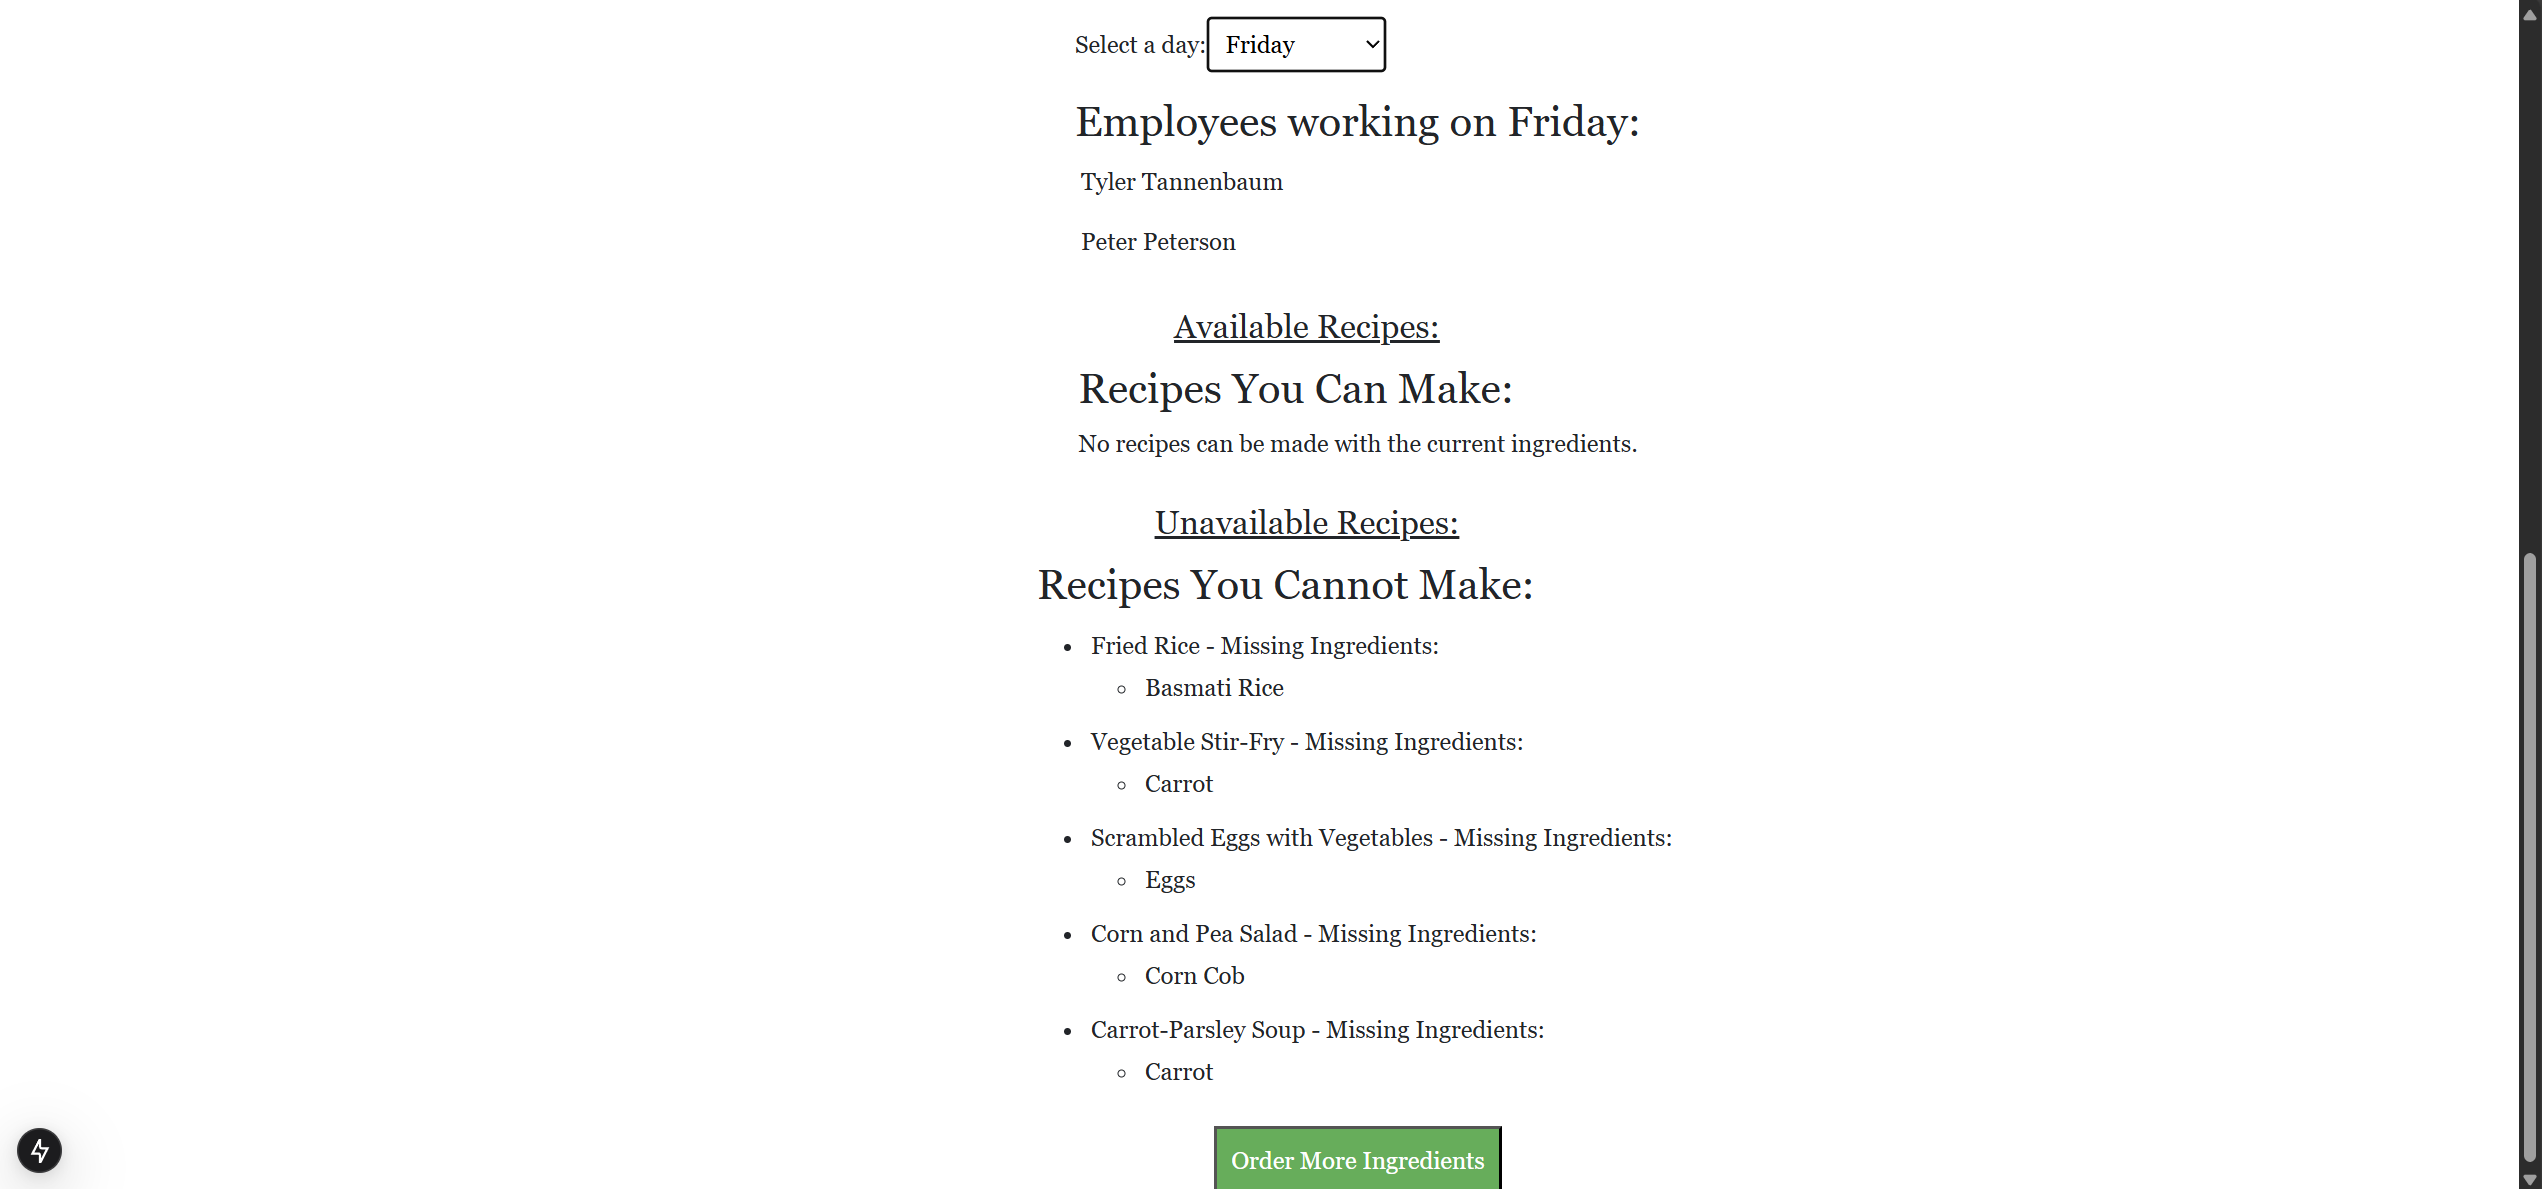 Select a day: Friday
Employees working on Friday:
Tyler Tannenbaum
Peter Peterson
Available Recipes:
Recipes You Can Make:
No recipes can be made with the current ingredients.
Unavailable Recipes:
Recipes You Cannot Make:
Fried Rice - Missing Ingredients:
Basmati Rice
Vegetable Stir-Fry - Missing Ingredients:
Carrot
Scrambled Eggs with Vegetables - Missing Ingredients:
Eggs
Corn and Pea Salad - Missing Ingredients:
Corn Cob
Carrot-Parsley Soup - Missing Ingredients:
Carrot
Order More Ingredients